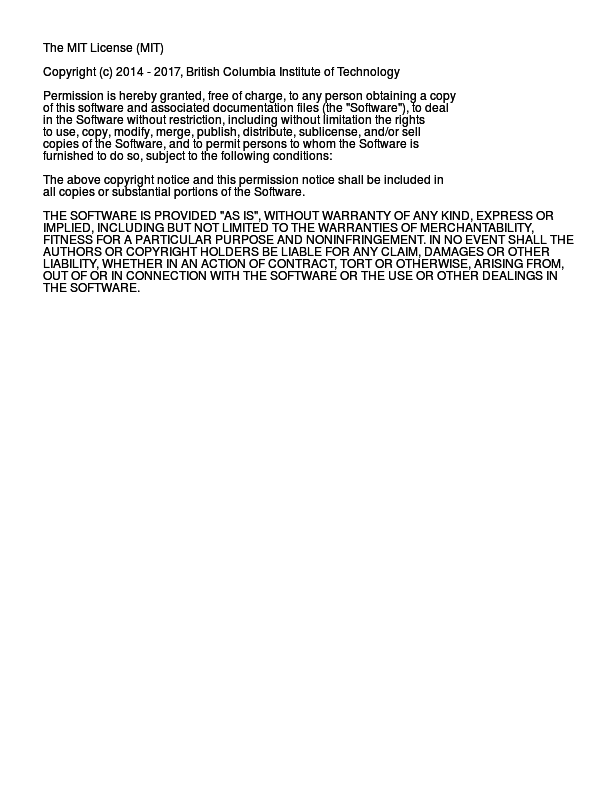 The MIT License (MIT)
Copyright (c) 2014 - 2017, British Columbia Institute of Technology
Permission is hereby granted, free of charge, to any person obtaining a copy
of this software and associated documentation files (the "Software"), to deal
in the Software without restriction, including without limitation the rights
to use, copy, modify, merge, publish, distribute, sublicense, and/or sell
copies of the Software, and to permit persons to whom the Software is
furnished to do so, subject to the following conditions:
The above copyright notice and this permission notice shall be included in
all copies or substantial portions of the Software.
THE SOFTWARE IS PROVIDED "AS IS", WITHOUT WARRANTY OF ANY KIND, EXPRESS OR
IMPLIED, INCLUDING BUT NOT LIMITED TO THE WARRANTIES OF MERCHANTABILITY,
FITNESS FOR A PARTICULAR PURPOSE AND NONINFRINGEMENT. IN NO EVENT SHALL THE
AUTHORS OR COPYRIGHT HOLDERS BE LIABLE FOR ANY CLAIM, DAMAGES OR OTHER
LIABILITY, WHETHER IN AN ACTION OF CONTRACT, TORT OR OTHERWISE, ARISING FROM,
OUT OF OR IN CONNECTION WITH THE SOFTWARE OR THE USE OR OTHER DEALINGS IN
THE SOFTWARE.